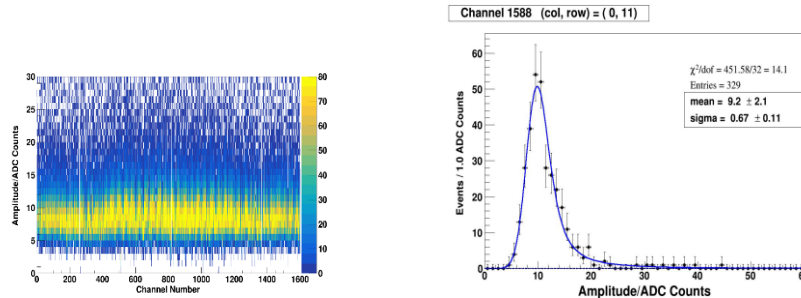 Channel 1588 (col, row) = ( 0, 11)
χ²/dof = 451.58/32 = 14.1
Entries = 329
mean = 9.2 ± 2.1
sigma = 0.67 ± 0.11
Amplitude/ADC Counts
30
25
20
15
10
5
0
0 200 400 600 800 1000 1200 1400 1600
Channel Number
80
70
60
50
40
30
20
10
0
Events / 1.0 ADC Counts
60
50
40
30
20
10
0
0 10 20 30 40 50 60
Amplitude/ADC Counts